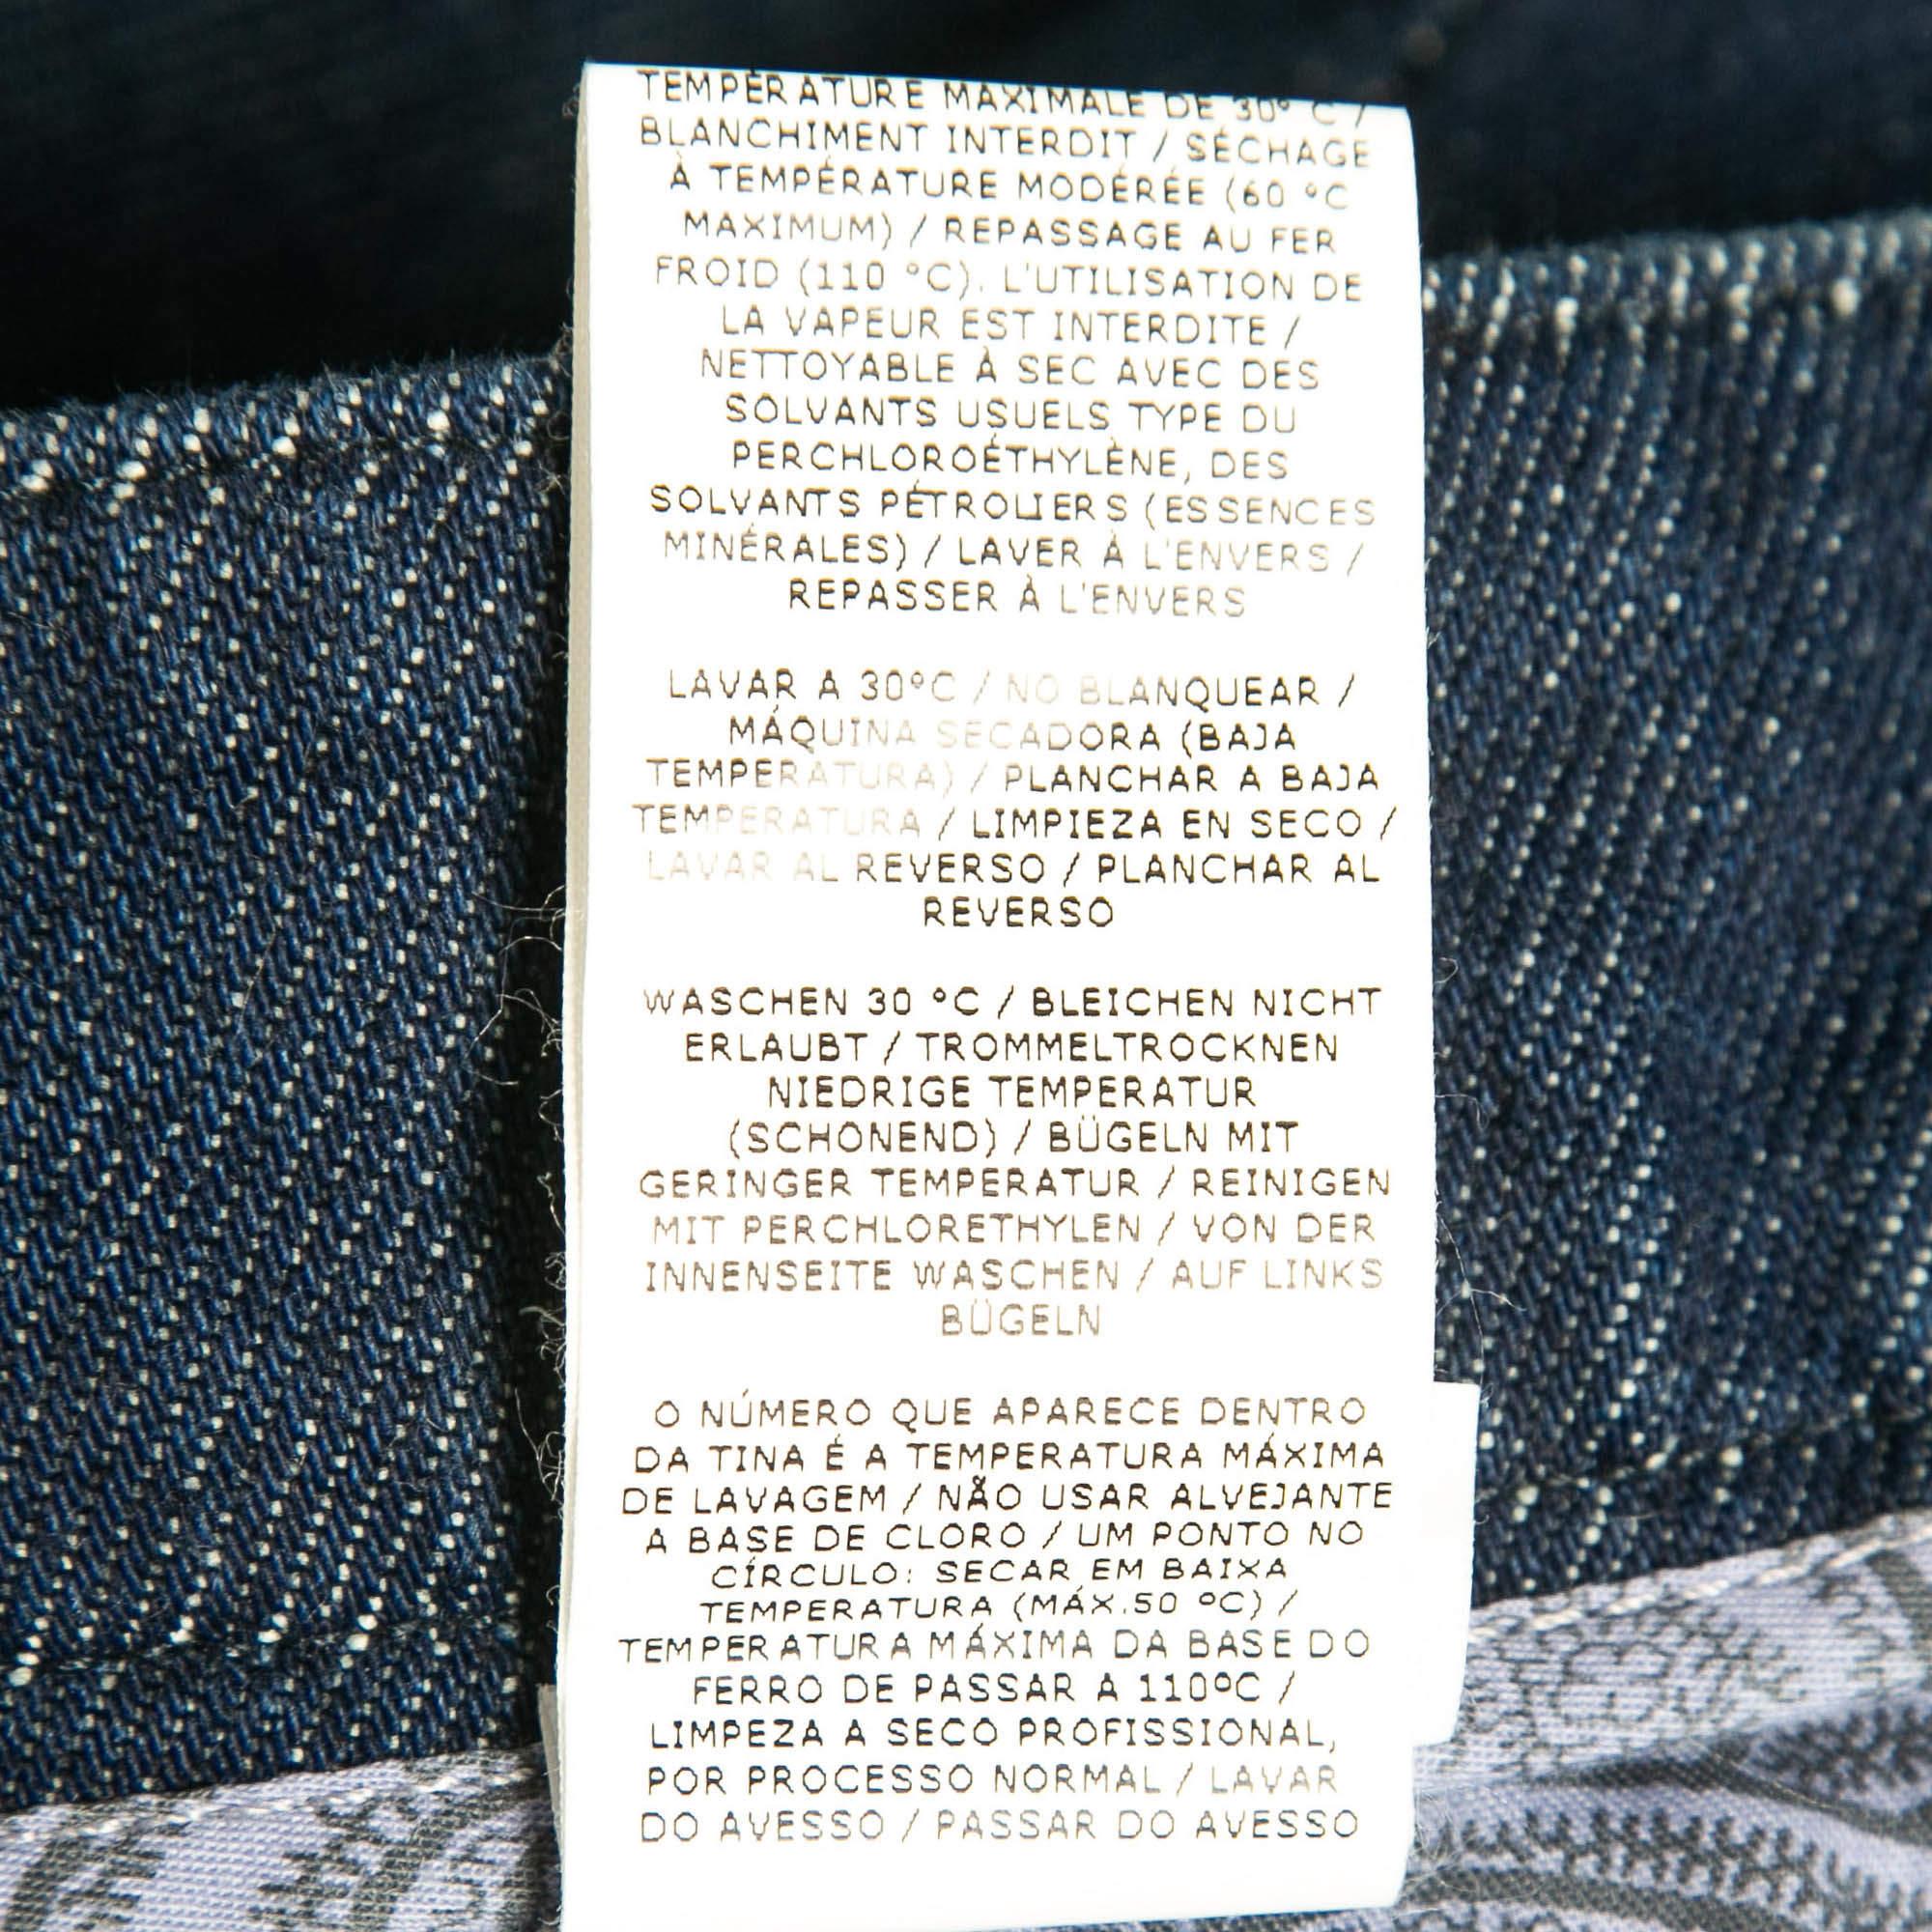 TEMPÉRATURE MAXIMALE DE 30° C /
BLANCHIMENT INTERDIT / SÉCHAGE
À TEMPÉRATURE MODÉRÉE (60 °C
MAXIMUM) / REPASSAGE AU FER
FROID (110 °C). L'UTILISATION DE
LA VAPEUR EST INTERDITE /
NETTOYABLE À SEC AVEC DES
SOLVANTS USUELS TYPE DU
PERCHLOROÉTHYLÈNE, DES
SOLVANTS PÉTROLIERS (ESSENCES
MINÉRALES) / LAVER À L'ENVERS /
REPASSER À L'ENVERS
LAVAR A 30°C / NO BLANQUEAR /
MÁQUINA SECADORA (BAJA
TEMPERATURA) / PLANCHAR A BAJA
TEMPERATURA / LIMPIEZA EN SECO /
LAVAR AL REVERSO / PLANCHAR AL
REVERSO
WASCHEN 30 °C / BLEICHEN NICHT
ERLAUBT / TROMMELTROCKNEN
NIEDRIGE TEMPERATUR
(SCHONEND) / BÜGELN MIT
GERINGER TEMPERATUR / REINIGEN
MIT PERCHLORETHYLEN / VON DER
INNENSEITE WASCHEN / AUF LINKS
BÜGELN
O NÚMERO QUE APARECE DENTRO
DA TINA É A TEMPERATURA MÁXIMA
DE LAVAGEM / NÃO USAR ALVEJANTE
A BASE DE CLORO / UM PONTO NO
CÍRCULO: SECAR EM BAIXA
TEMPERATURA (MÁX.50 °C) /
TEMPERATURA MÁXIMA DA BASE DO
FERRO DE PASSAR A 110°C /
LIMPEZA A SECO PROFISSIONAL,
POR PROCESSO NORMAL / LAVAR
DO AVESSO / PASSAR DO AVESSO